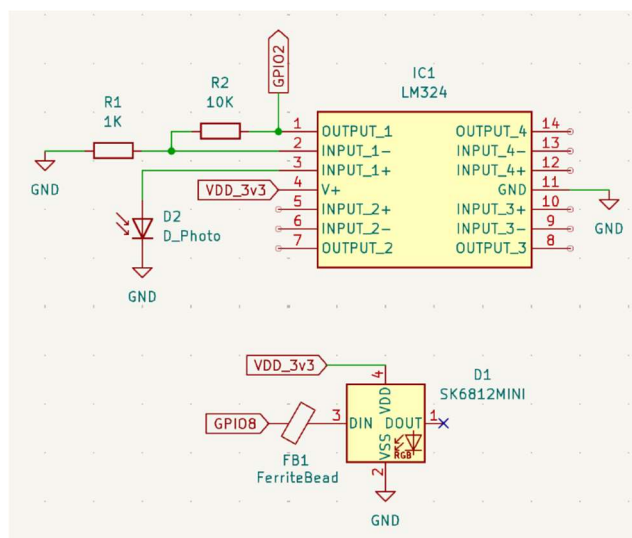 GPIO2
IC1
LM324
R2
10K
R1
1K
1 OUTPUT_1 OUTPUT_4 14
2 INPUT_1- INPUT_4- 13
3 INPUT_1+ INPUT_4+ 12
VDD_3v3 4 V+ GND 11
5 INPUT_2+ INPUT_3+ 10
6 INPUT_2- INPUT_3- 9
7 OUTPUT_2 OUTPUT_3 8
GND
GND
D2
D_Photo
GND
VDD_3v3
4
D1
SK6812MINI
VDD
GPIO8 3 DIN DOUT 1
VSS
RGB
FB1
FerriteBead
2
GND